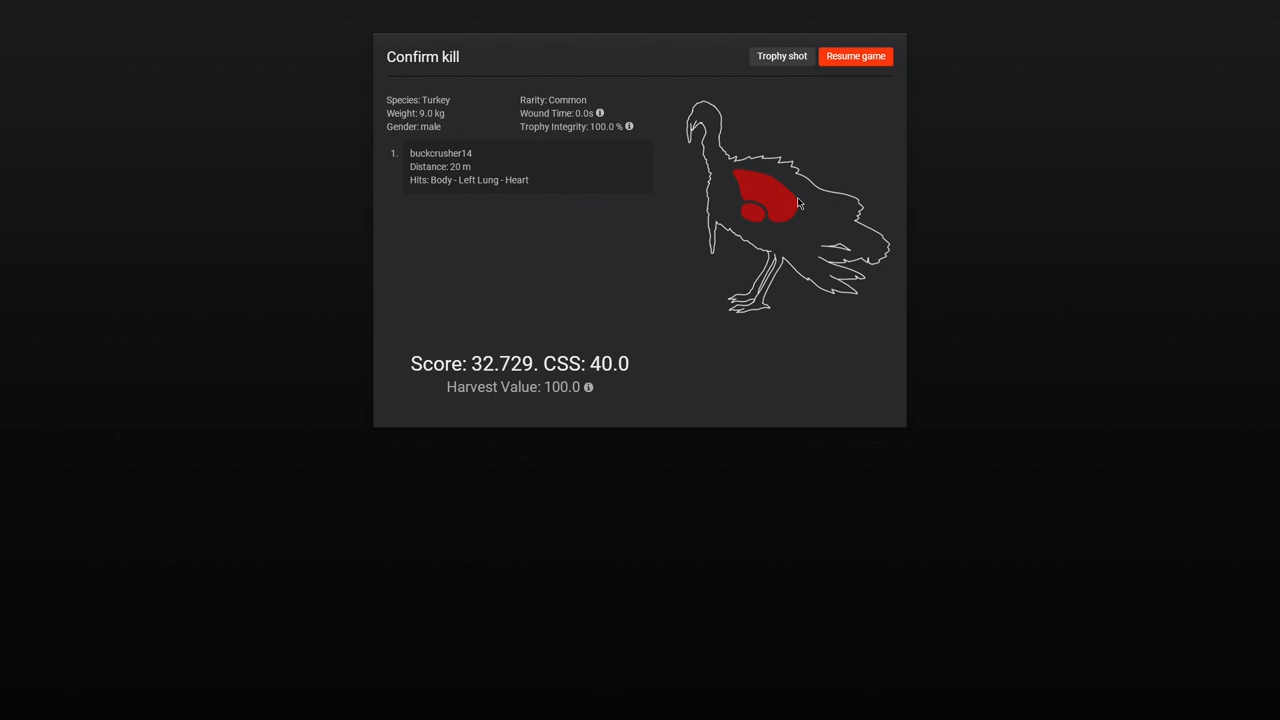 Confirm kill
Trophy shot
Resume game
Species: Turkey
Rarity: Common
Weight: 9.0 kg
Wound Time: 0.0s
Gender: male
Trophy Integrity: 100.0 %
1. buckcrusher14
Distance: 20 m
Hits: Body - Left Lung - Heart
Score: 32.729. CSS: 40.0
Harvest Value: 100.0